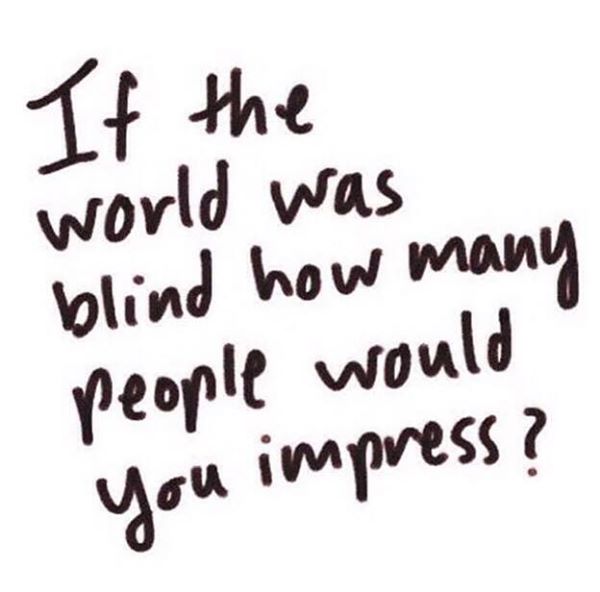 If the
world was
blind how many
people would
you impress?